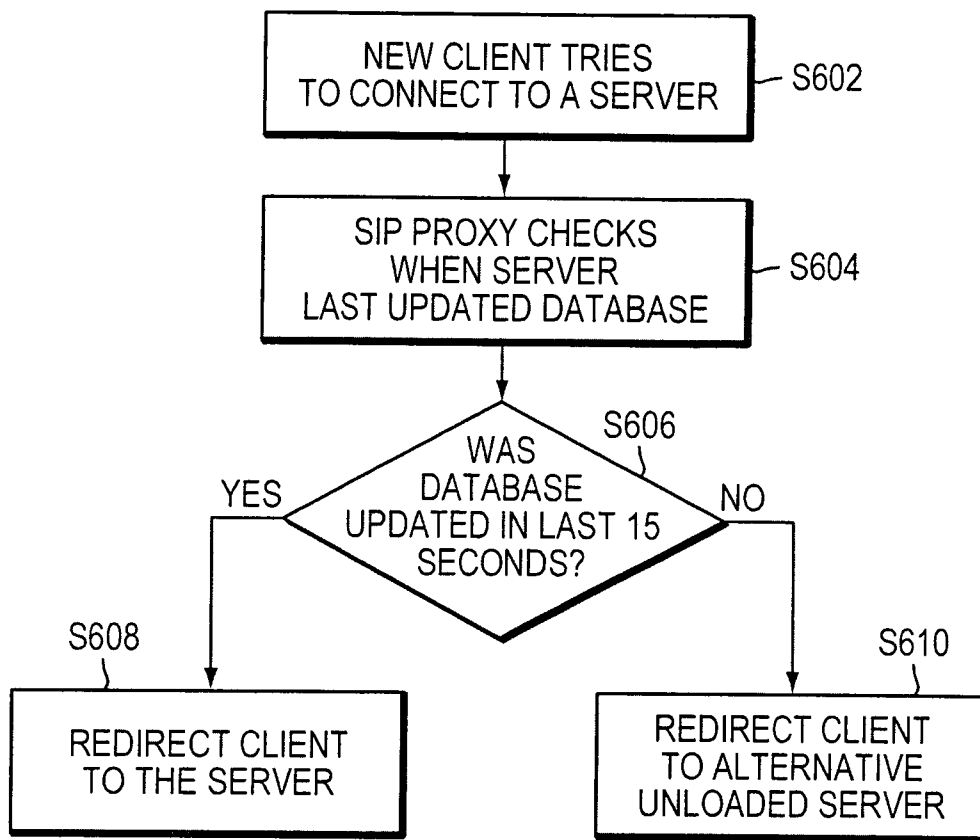 NEW CLIENT TRIES
TO CONNECT TO A SERVER
S602
SIP PROXY CHECKS
WHEN SERVER
LAST UPDATED DATABASE
S604
S606
WAS
DATABASE
UPDATED IN LAST 15
SECONDS?
YES
NO
S608
REDIRECT CLIENT
TO THE SERVER
S610
REDIRECT CLIENT
TO ALTERNATIVE
UNLOADED SERVER